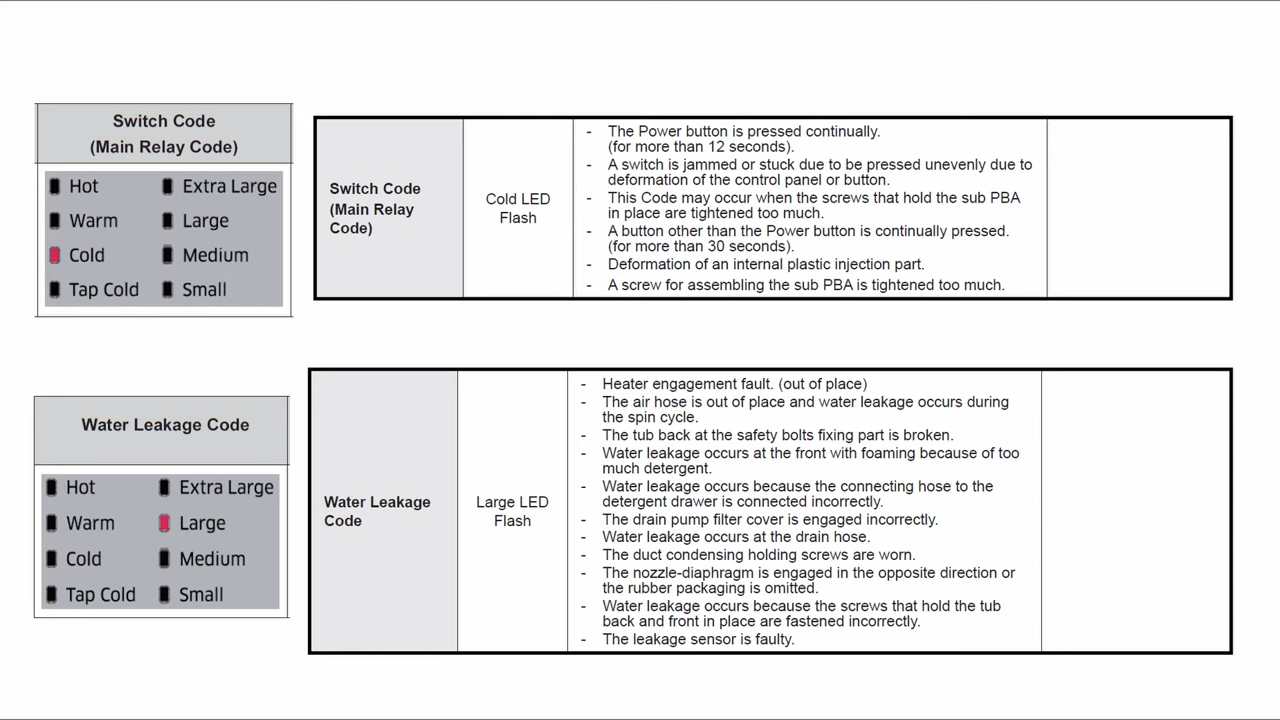 Switch Code
(Main Relay Code)
Hot
Extra Large
Warm
Large
Cold
Medium
Tap Cold
Small
Switch Code
(Main Relay
Code)
Cold LED
Flash
- The Power button is pressed continually.
(for more than 12 seconds).
- A switch is jammed or stuck due to be pressed unevenly due to
deformation of the control panel or button.
- This Code may occur when the screws that hold the sub PBA
in place are tightened too much.
- A button other than the Power button is continually pressed.
(for more than 30 seconds).
- Deformation of an internal plastic injection part.
- A screw for assembling the sub PBA is tightened too much.
Water Leakage Code
Hot
Extra Large
Warm
Large
Cold
Medium
Tap Cold
Small
Water Leakage
Code
Large LED
Flash
- Heater engagement fault. (out of place)
- The air hose is out of place and water leakage occurs during
the spin cycle.
- The tub back at the safety bolts fixing part is broken.
- Water leakage occurs at the front with foaming because of too
much detergent.
- Water leakage occurs because the connecting hose to the
detergent drawer is connected incorrectly.
- The drain pump filter cover is engaged incorrectly.
- Water leakage occurs at the drain hose.
- The duct condensing holding screws are worn.
- The nozzle-diaphragm is engaged in the opposite direction or
the rubber packaging is omitted.
- Water leakage occurs because the screws that hold the tub
back and front in place are fastened incorrectly.
- The leakage sensor is faulty.